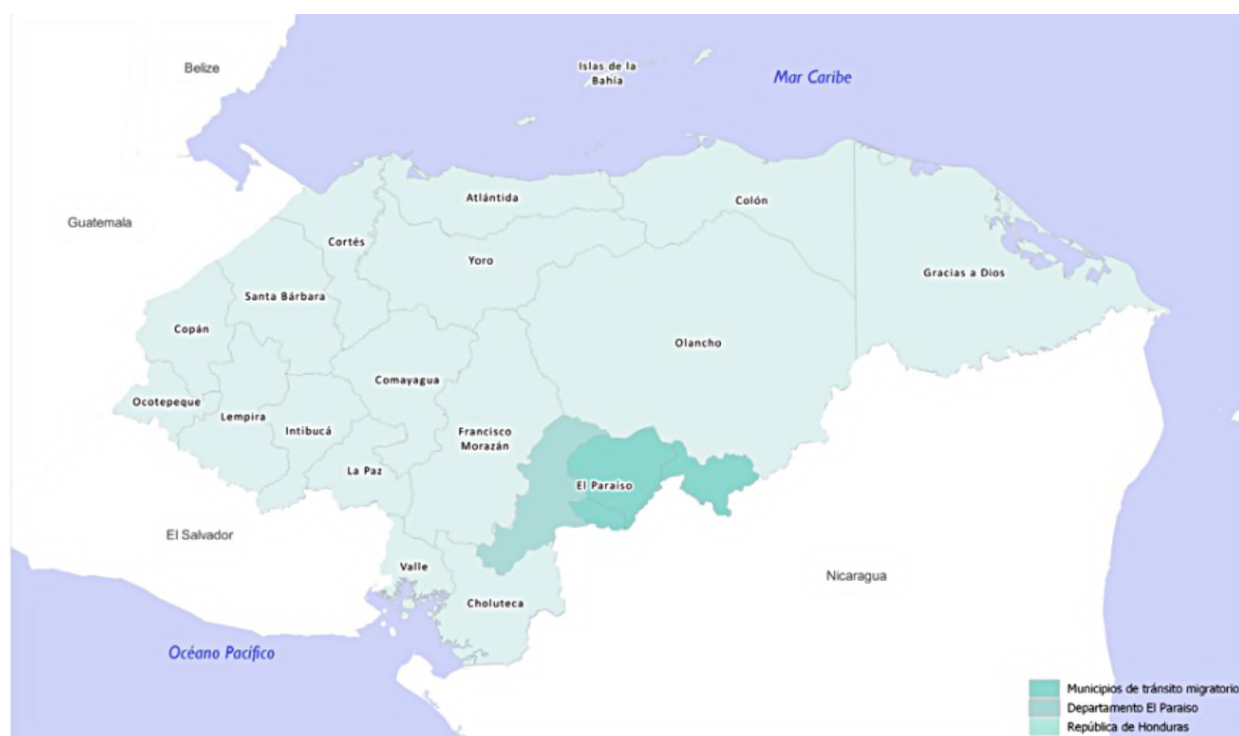 Belize
Islas de la
Bahía
Mar Caribe
Guatemala
Atlántida
Colón
Cortés
Yoro
Gracias a Dios
Santa Bárbara
Copán
Olancho
Comayagua
Ocotepeque
Lempira
Intibucá
Francisco
Morazán
La Paz
El Paraíso
El Salvador
Valle
Nicaragua
Choluteca
Océano Pacífico
Municipios de tránsito migratorio
Departamento El Paraiso
República de Honduras